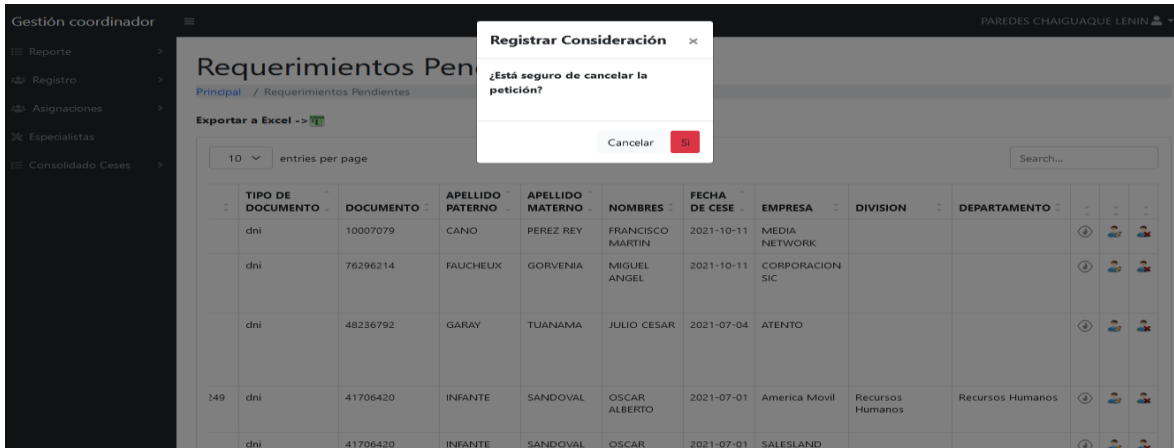 Gestión coordinador
PAREDES CHAIGUAQUE LENIN
Reporte
Registro
Asignaciones
Especialistas
Consolidado Ceses
Requerimientos Pen
Principal / Requerimientos Pendientes
Exportar a Excel ->
Registrar Consideración ×
¿Está seguro de cancelar la
petición?
Cancelar Si
10 entries per page
Search...
TIPO DE DOCUMENTO DOCUMENTO APELLIDO PATERNO APELLIDO MATERNO NOMBRES FECHA DE CESE EMPRESA DIVISION DEPARTAMENTO
dni 10007079 CANO PEREZ REY FRANCISCO MARTIN 2021-10-11 MEDIA NETWORK
dni 76296214 FAUCHEUX GORVENIA MIGUEL ANGEL 2021-10-11 CORPORACION SIC
dni 48236792 GARAY TUANAMA JULIO CESAR 2021-07-04 ATENTO
249 dni 41706420 INFANTE SANDOVAL OSCAR ALBERTO 2021-07-01 America Movil Recursos Humanos Recursos Humanos
dni 41706420 INFANTE SANDOVAL OSCAR 2021-07-01 SALESLAND